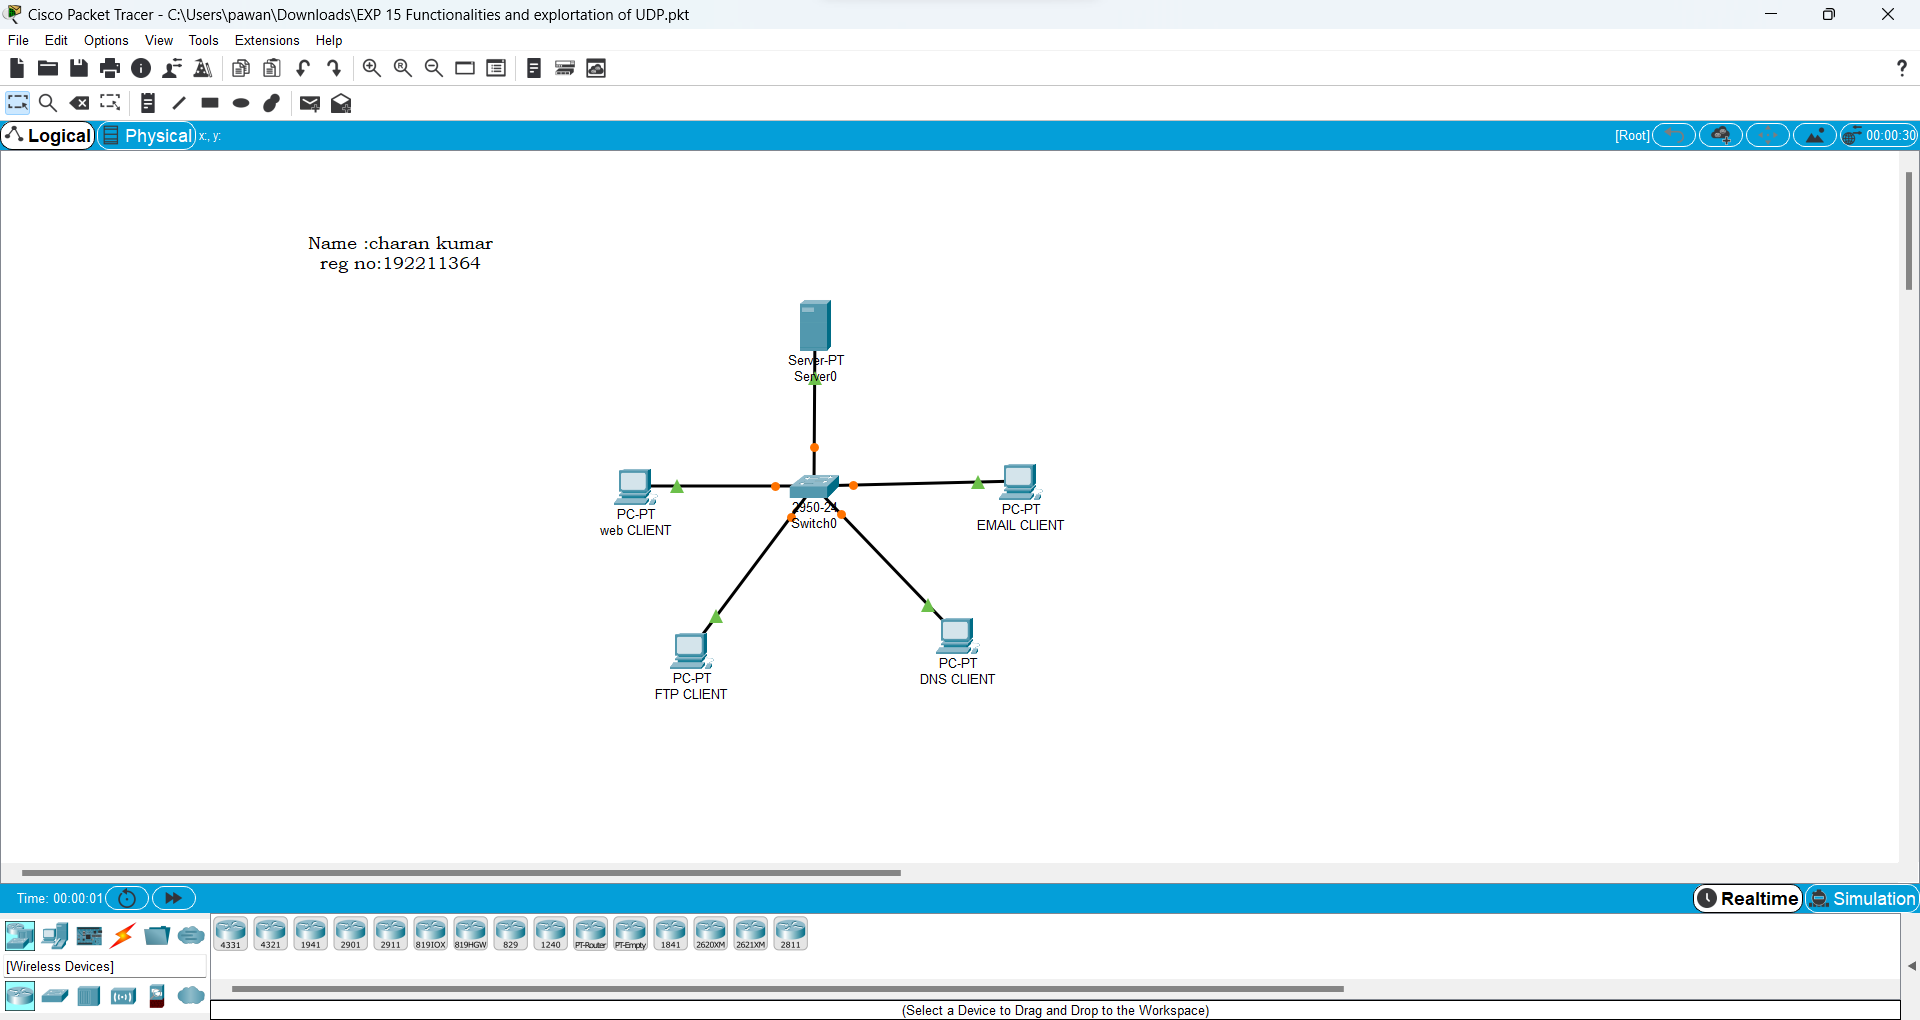 Cisco Packet Tracer - C:\Users\pawan\Downloads\EXP 15 Functionalities and explortation of UDP.pkt
File Edit Options View Tools Extensions Help
?
Logical Physical x:, y: [Root] 00:00:30
Name :charan kumar
reg no:192211364
Server-PT
Server0
PC-PT
web CLIENT
2950-24
Switch0
PC-PT
EMAIL CLIENT
PC-PT
FTP CLIENT
PC-PT
DNS CLIENT
Time: 00:00:01 Realtime Simulation
4331 4321 1941 2901 2911 819IOX 819HGW 829 1240 PT-Router PT-Empty 1841 2620XM 2621XM 2811
[Wireless Devices]
(Select a Device to Drag and Drop to the Workspace)